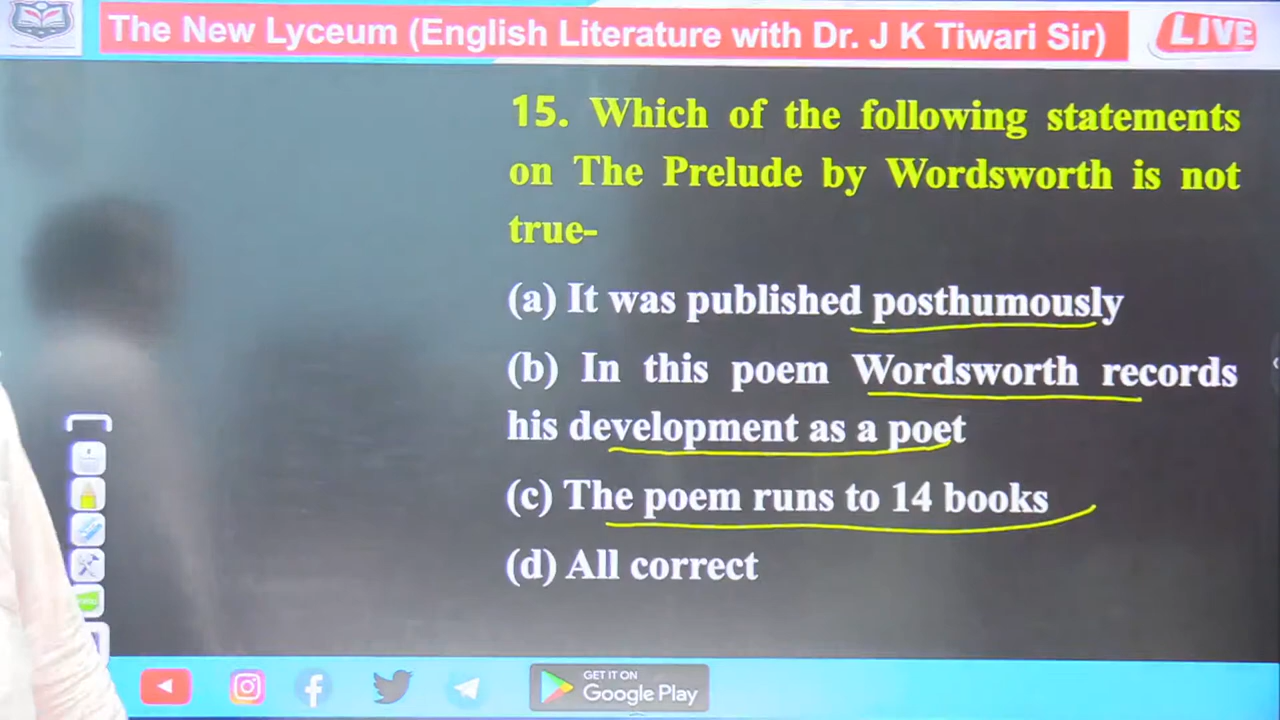 The New Lyceum (English Literature with Dr. J K Tiwari Sir)
LIVE
15. Which of the following statements
on The Prelude by Wordsworth is not
true-
(a) It was published posthumously
(b) In this poem Wordsworth records
his development as a poet
(c) The poem runs to 14 books
(d) All correct
GET IT ON
Google Play